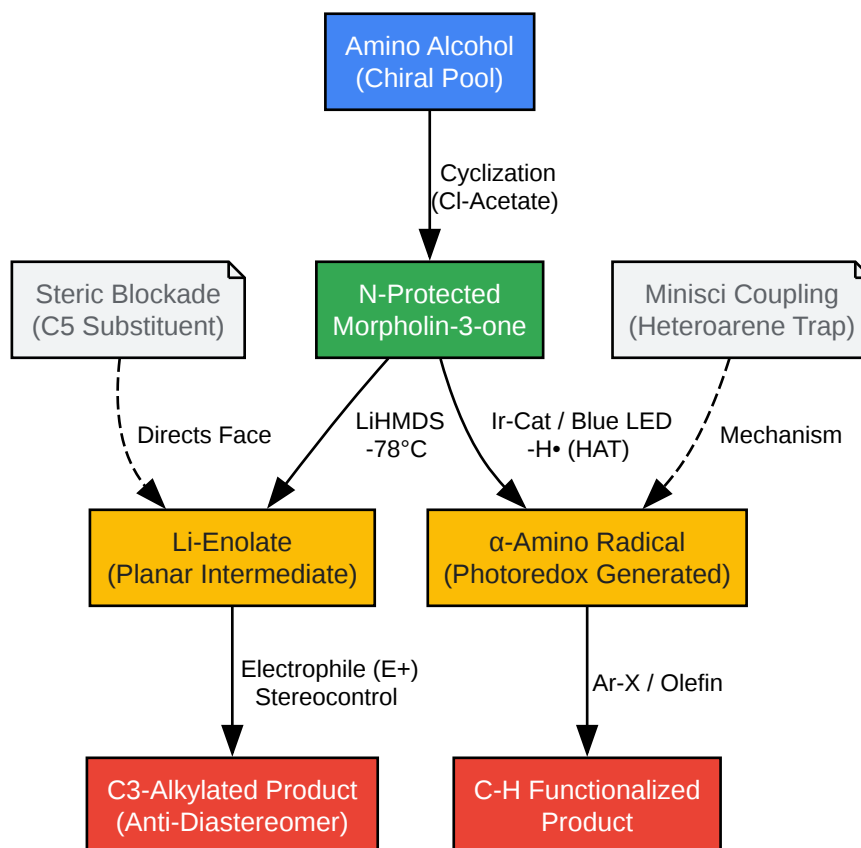 Amino Alcohol
(Chiral Pool)
Cyclization
(Cl-Acetate)
Steric Blockade
(C5 Substituent)
N-Protected
Morpholin-3-one
Minisci Coupling
(Heteroarene Trap)
Directs Face
LiHMDS
-78°C
Ir-Cat / Blue LED
-H• (HAT)
Mechanism
Li-Enolate
(Planar Intermediate)
α-Amino Radical
(Photoredox Generated)
Electrophile (E+)
Stereocontrol
Ar-X / Olefin
C3-Alkylated Product
(Anti-Diastereomer)
C-H Functionalized
Product